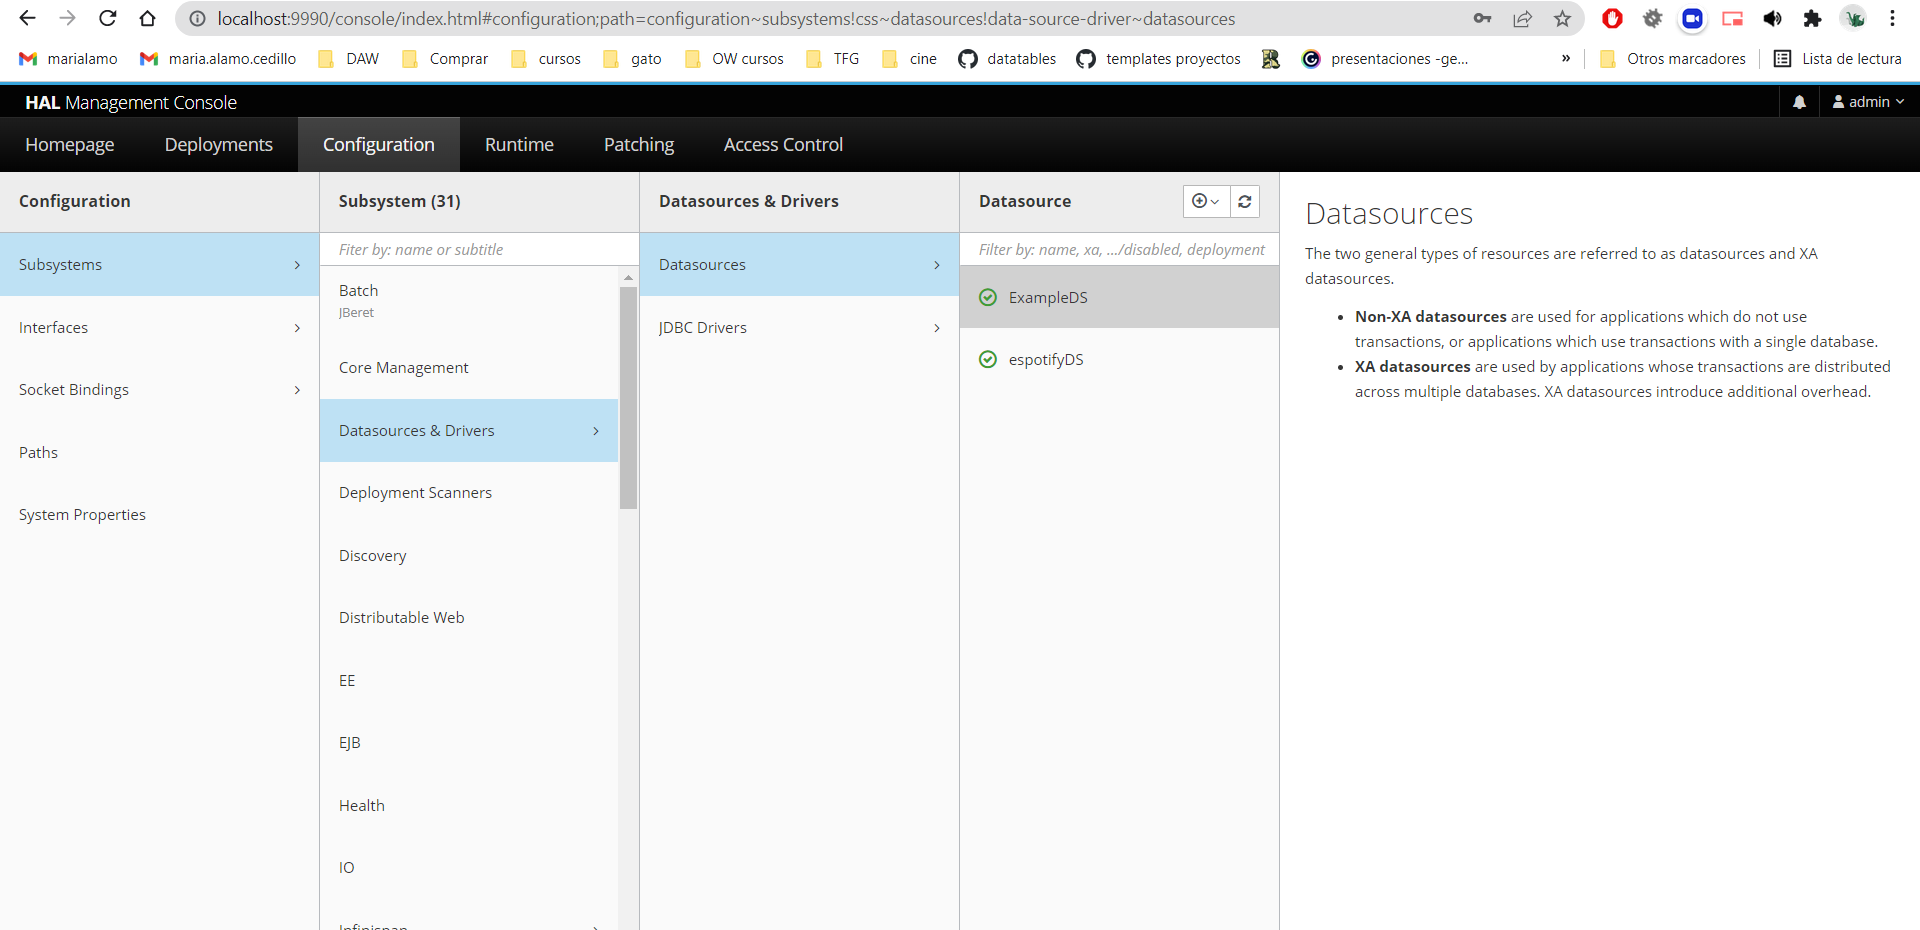 localhost:9990/console/index.html#configuration;path=configuration~subsystems!css~datasources!data-source-driver~datasources
marialamo maria.alamo.cedillo DAW Comprar cursos gato OW cursos TFG cine datatables templates proyectos presentaciones -ge... » Otros marcadores Lista de lectura
HAL Management Console admin
Homepage Deployments Configuration Runtime Patching Access Control
Configuration
Subsystems
Interfaces
Socket Bindings
Paths
System Properties
Subsystem (31)
Fiter by: name or subtitle
Batch
JBeret
Core Management
Datasources & Drivers
Deployment Scanners
Discovery
Distributable Web
EE
EJB
Health
IO
Infinispan
Datasources & Drivers
Datasources
JDBC Drivers
Datasource
Filter by: name, xa, .../disabled, deployment
ExampleDS
espotifyDS
Datasources
The two general types of resources are referred to as datasources and XA
datasources.
• Non-XA datasources are used for applications which do not use
transactions, or applications which use transactions with a single database.
• XA datasources are used by applications whose transactions are distributed
across multiple databases. XA datasources introduce additional overhead.